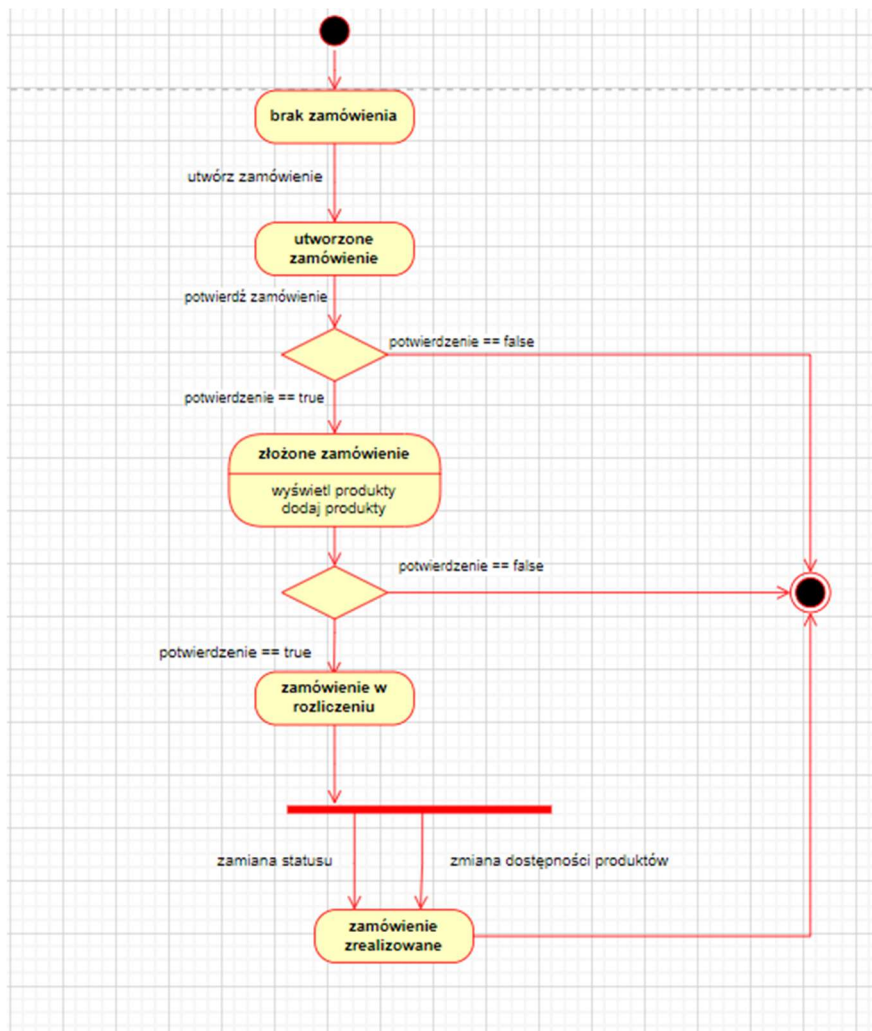 brak zamówienia
utwórz zamówienie
utworzone
zamówienie
potwierdź zamówienie
potwierdzenie == false
potwierdzenie == true
złożone zamówienie
wyświetl produkty
dodaj produkty
potwierdzenie == false
potwierdzenie == true
zamówienie w
rozliczeniu
zamiana statusu
zmiana dostępności produktów
zamówienie
zrealizowane